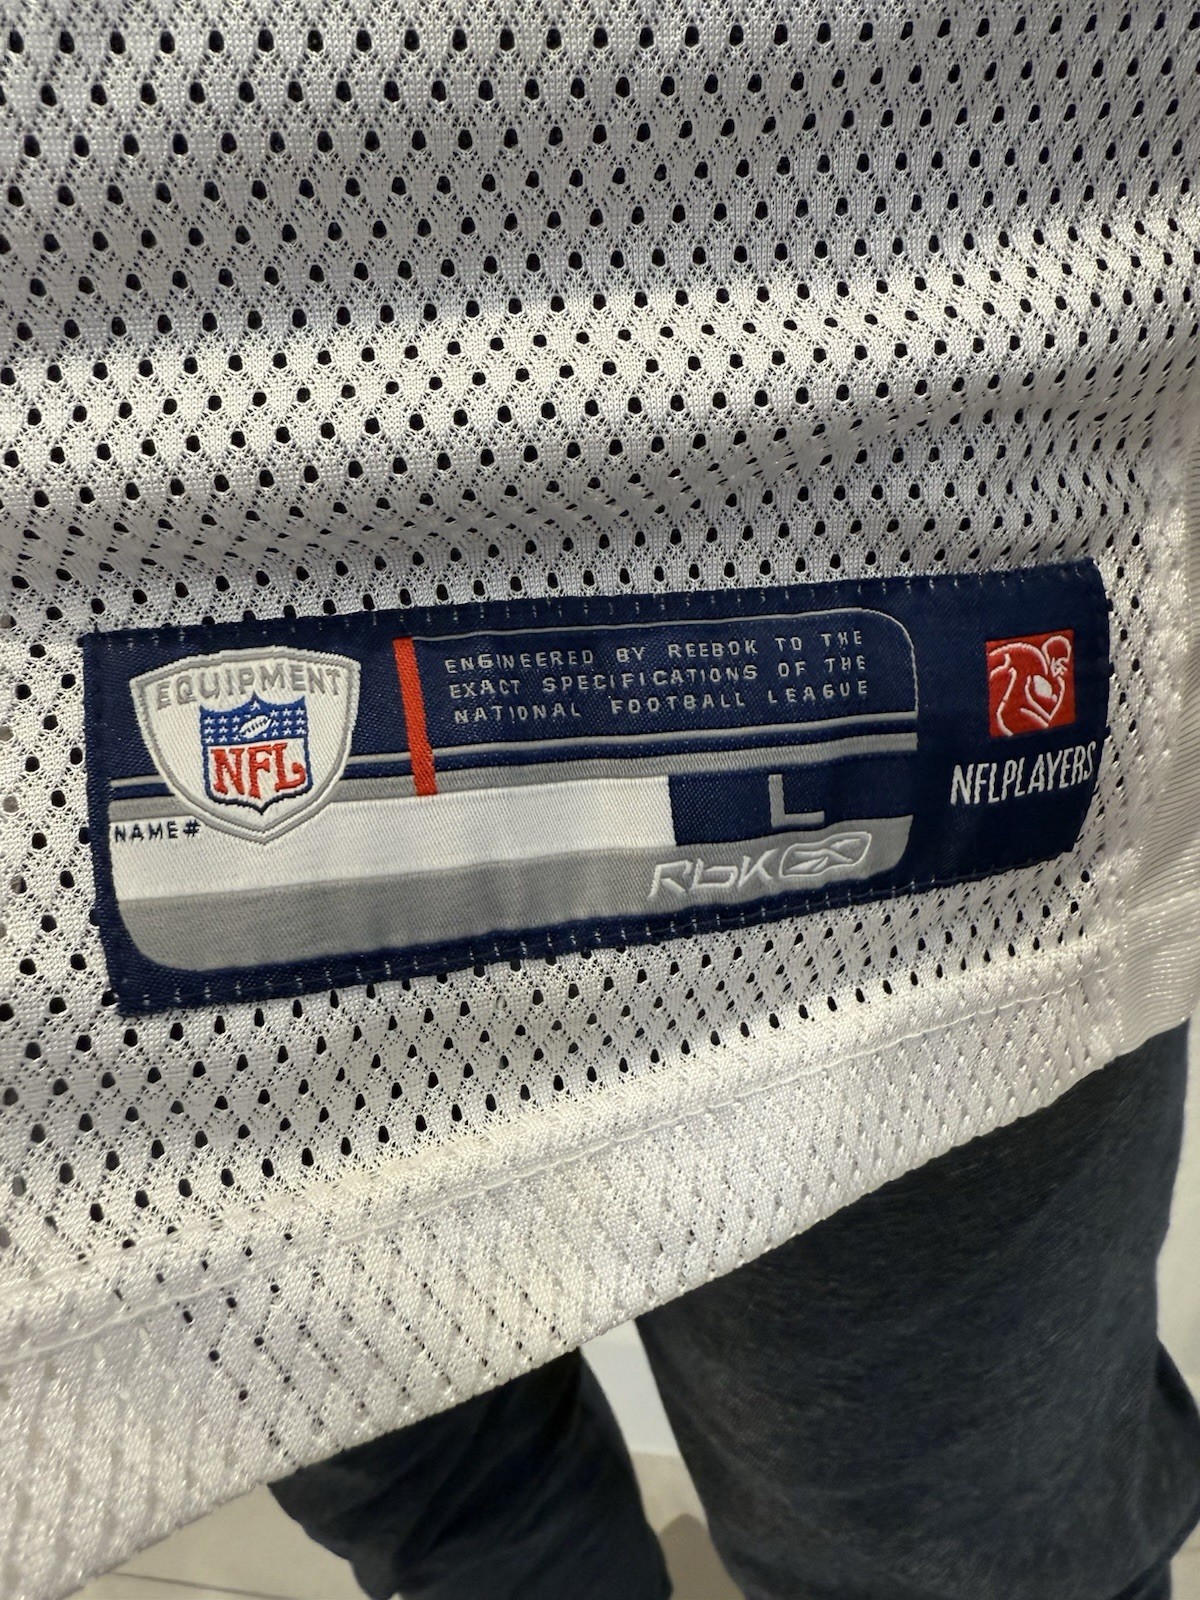 EQUIPMENT
NFL
ENGINEERED BY REEBOK TO THE
EXACT SPECIFICATIONS OF THE
NATIONAL FOOTBALL LEAGUE
NAME#
L
RbK
NFLPLAYERS